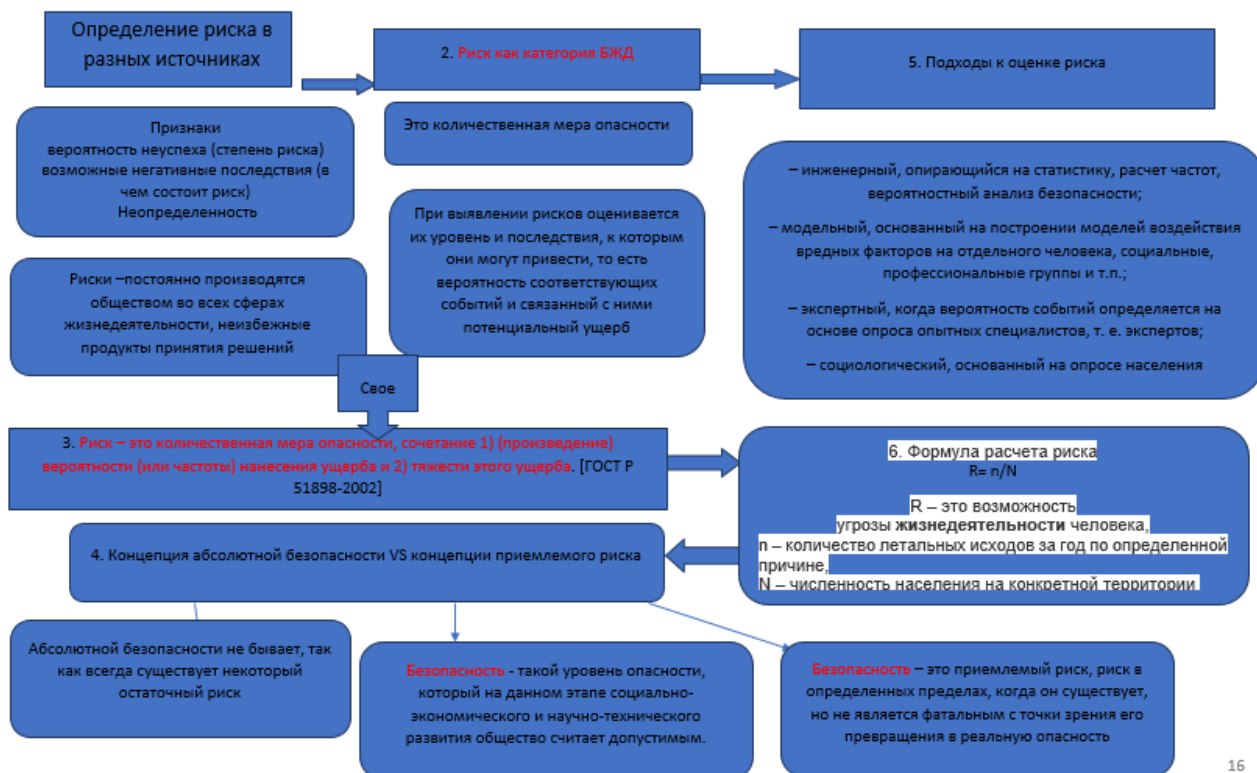 Определение риска в
разных источниках
2. Риск как категория БЖД
5. Подходы к оценке риска
Признаки
вероятность неуспеха (степень риска)
возможные негативные последствия (в
чем состоит риск)
Неопределенность
Это количественная мера опасности
При выявлении рисков оценивается
их уровень и последствия, к которым
они могут привести, то есть
вероятность соответствующих
событий и связанный с ними
потенциальный ущерб
– инженерный, опирающийся на статистику, расчет частот,
вероятностный анализ безопасности;
– модельный, основанный на построении моделей воздействия
вредных факторов на отдельного человека, социальные,
профессиональные группы и т.п.;
– экспертный, когда вероятность событий определяется на
основе опроса опытных специалистов, т. е. экспертов;
– социологический, основанный на опросе населения
Риски –постоянно производятся
обществом во всех сферах
жизнедеятельности, неизбежные
продукты принятия решений
Свое
3. Риск – это количественная мера опасности, сочетание 1) (произведение)
вероятности (или частоты) нанесения ущерба и 2) тяжести этого ущерба. [ГОСТ Р
51898-2002]
6. Формула расчета риска
R= n/N
R – это возможность
угрозы жизнедеятельности человека,
n – количество летальных исходов за год по определенной
причине,
N – численность населения на конкретной территории
4. Концепция абсолютной безопасности VS концепции приемлемого риска
Абсолютной безопасности не бывает, так
как всегда существует некоторый
остаточный риск
Безопасность - такой уровень опасности,
который на данном этапе социально-
экономического и научно-технического
развития общество считает допустимым.
Безопасность – это приемлемый риск, риск в
определенных пределах, когда он существует,
но не является фатальным с точки зрения его
превращения в реальную опасность
16